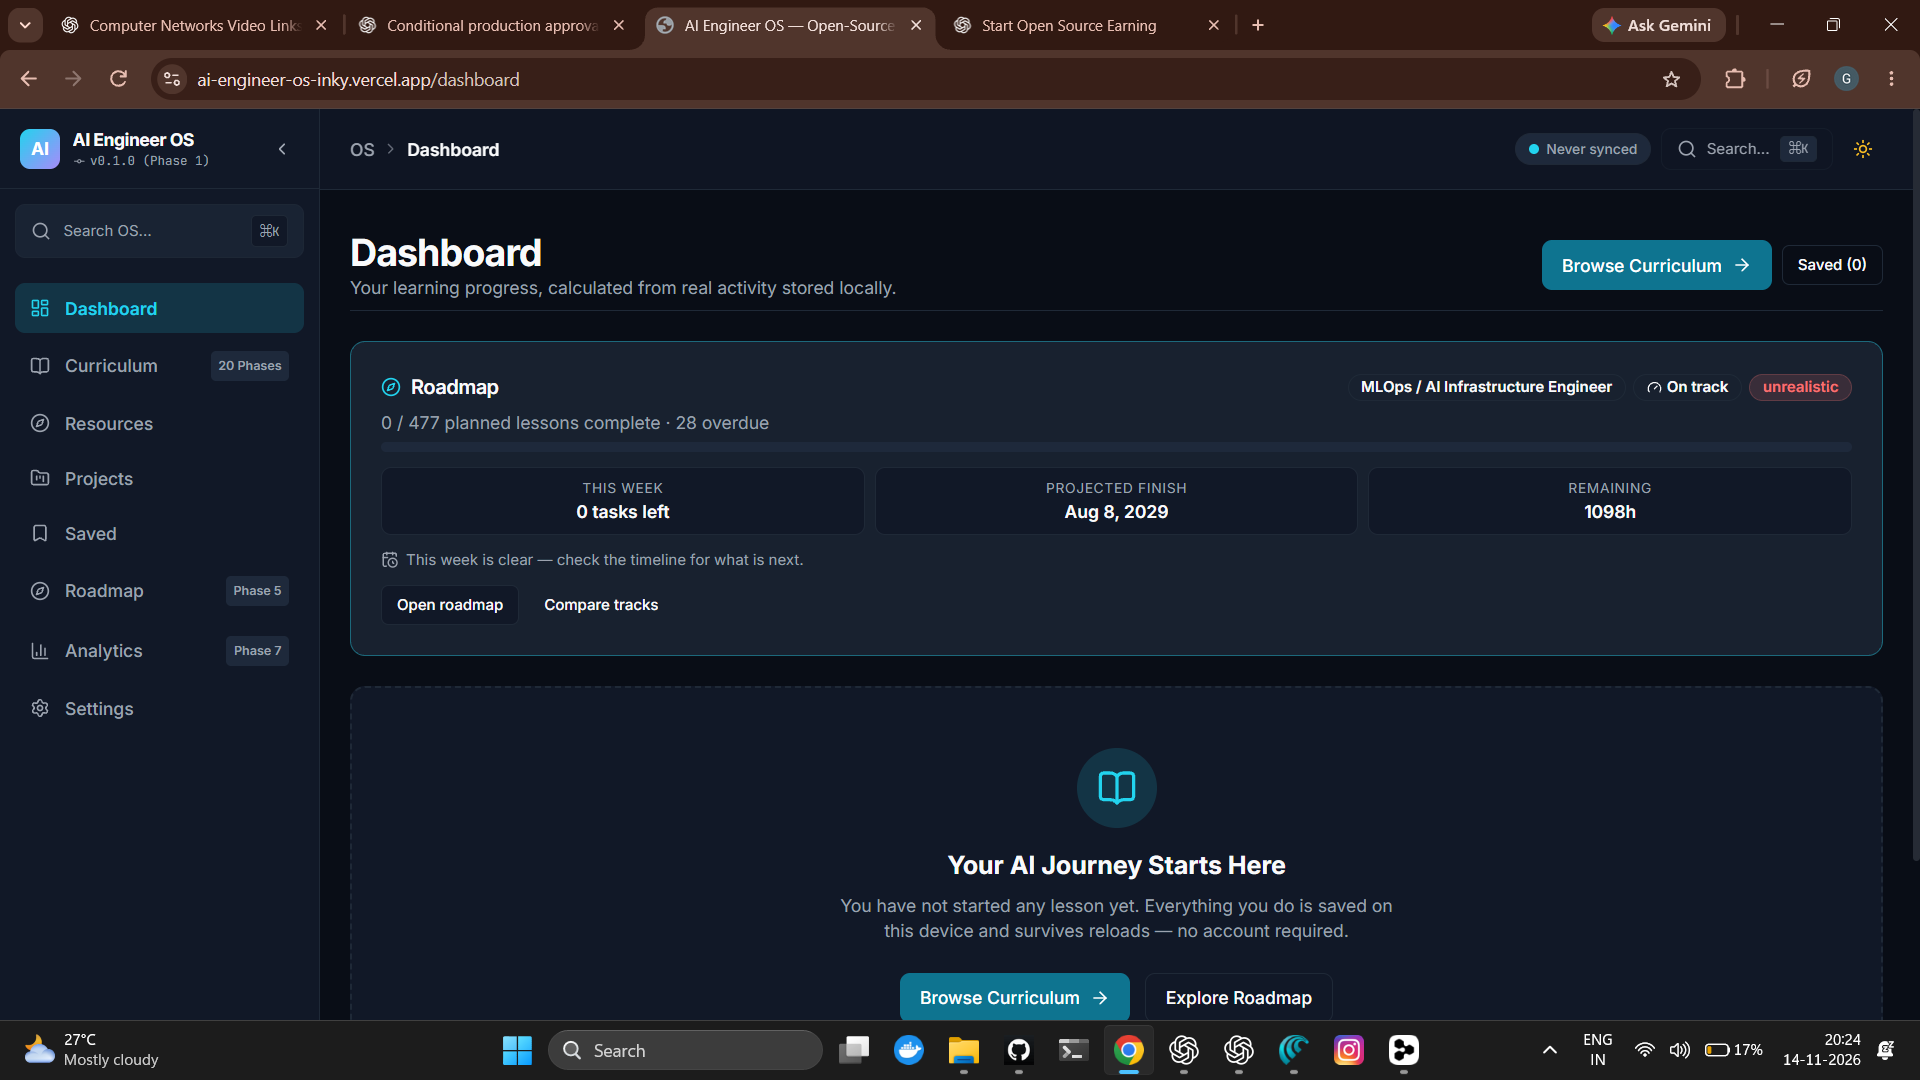 Computer Networks Video Links
Conditional production approva
AI Engineer OS — Open-Source
Start Open Source Earning
Ask Gemini
ai-engineer-os-inky.vercel.app/dashboard
G
AI
AI Engineer OS
v0.1.0 (Phase 1)
OS
Dashboard
Never synced
Search...
⌘K
Search OS...
⌘K
Dashboard
Curriculum
20 Phases
Resources
Projects
Saved
Roadmap
Phase 5
Analytics
Phase 7
Settings
Dashboard
Your learning progress, calculated from real activity stored locally.
Browse Curriculum
Saved (0)
Roadmap
MLOps / AI Infrastructure Engineer
On track
unrealistic
0 / 477 planned lessons complete · 28 overdue
THIS WEEK
0 tasks left
PROJECTED FINISH
Aug 8, 2029
REMAINING
1098h
This week is clear — check the timeline for what is next.
Open roadmap
Compare tracks
Your AI Journey Starts Here
You have not started any lesson yet. Everything you do is saved on
this device and survives reloads — no account required.
Browse Curriculum
Explore Roadmap
27°C
Mostly cloudy
Search
ENG
IN
17%
20:24
14-11-2026